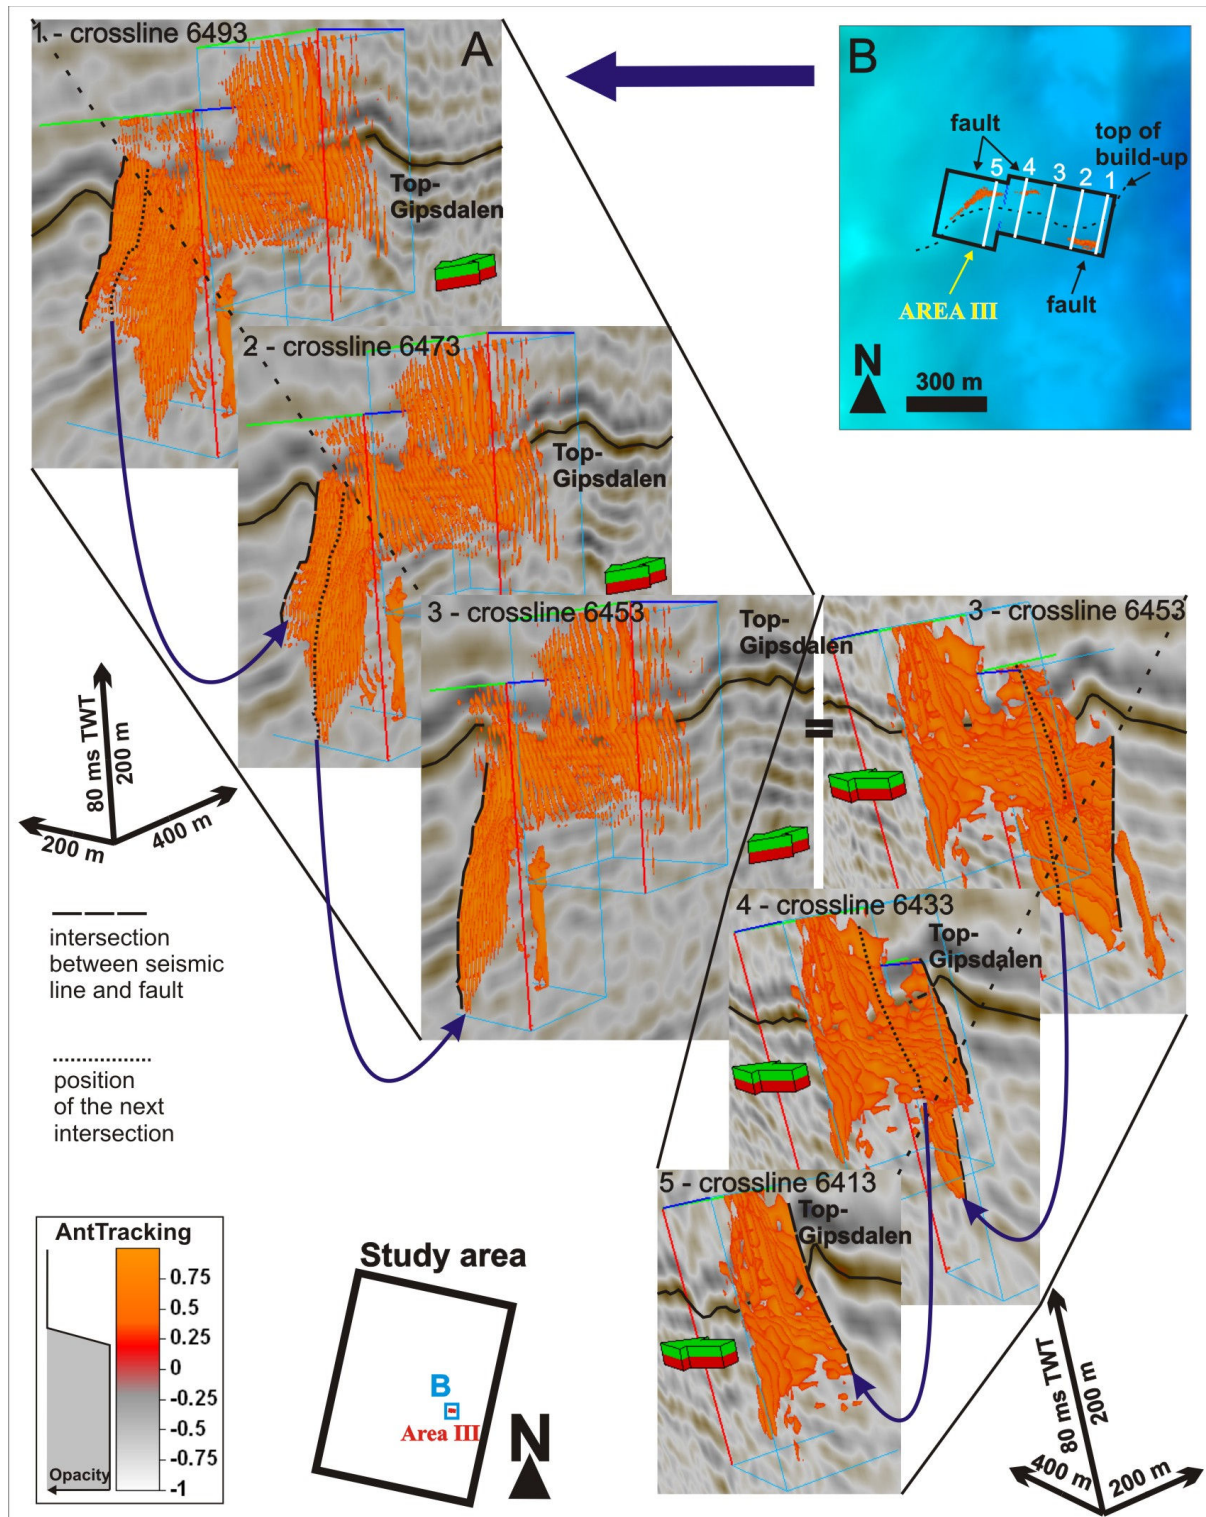 1 - crossline 6493
A
Top-
Gipsdalen
B
fault
top of
build-up
5
4
3
2
1
AREA III
fault
N
300 m
2 - crossline 6473
Top-
Gipsdalen
3 - crossline 6453
Top-
Gipsdalen
=
3 - crossline 6453
80 ms TWT
200 m
200 m
400 m
4 - crossline 6433
Top-
Gipsdalen
intersection
between seismic
line and fault
position
of the next
intersection
5 - crossline 6413
Top-
Gipsdalen
AntTracking
0.75
0.5
0.25
0
-0.25
-0.5
-0.75
-1
Opacity
Study area
B
Area III
N
80 ms TWT
200 m
400 m
200 m